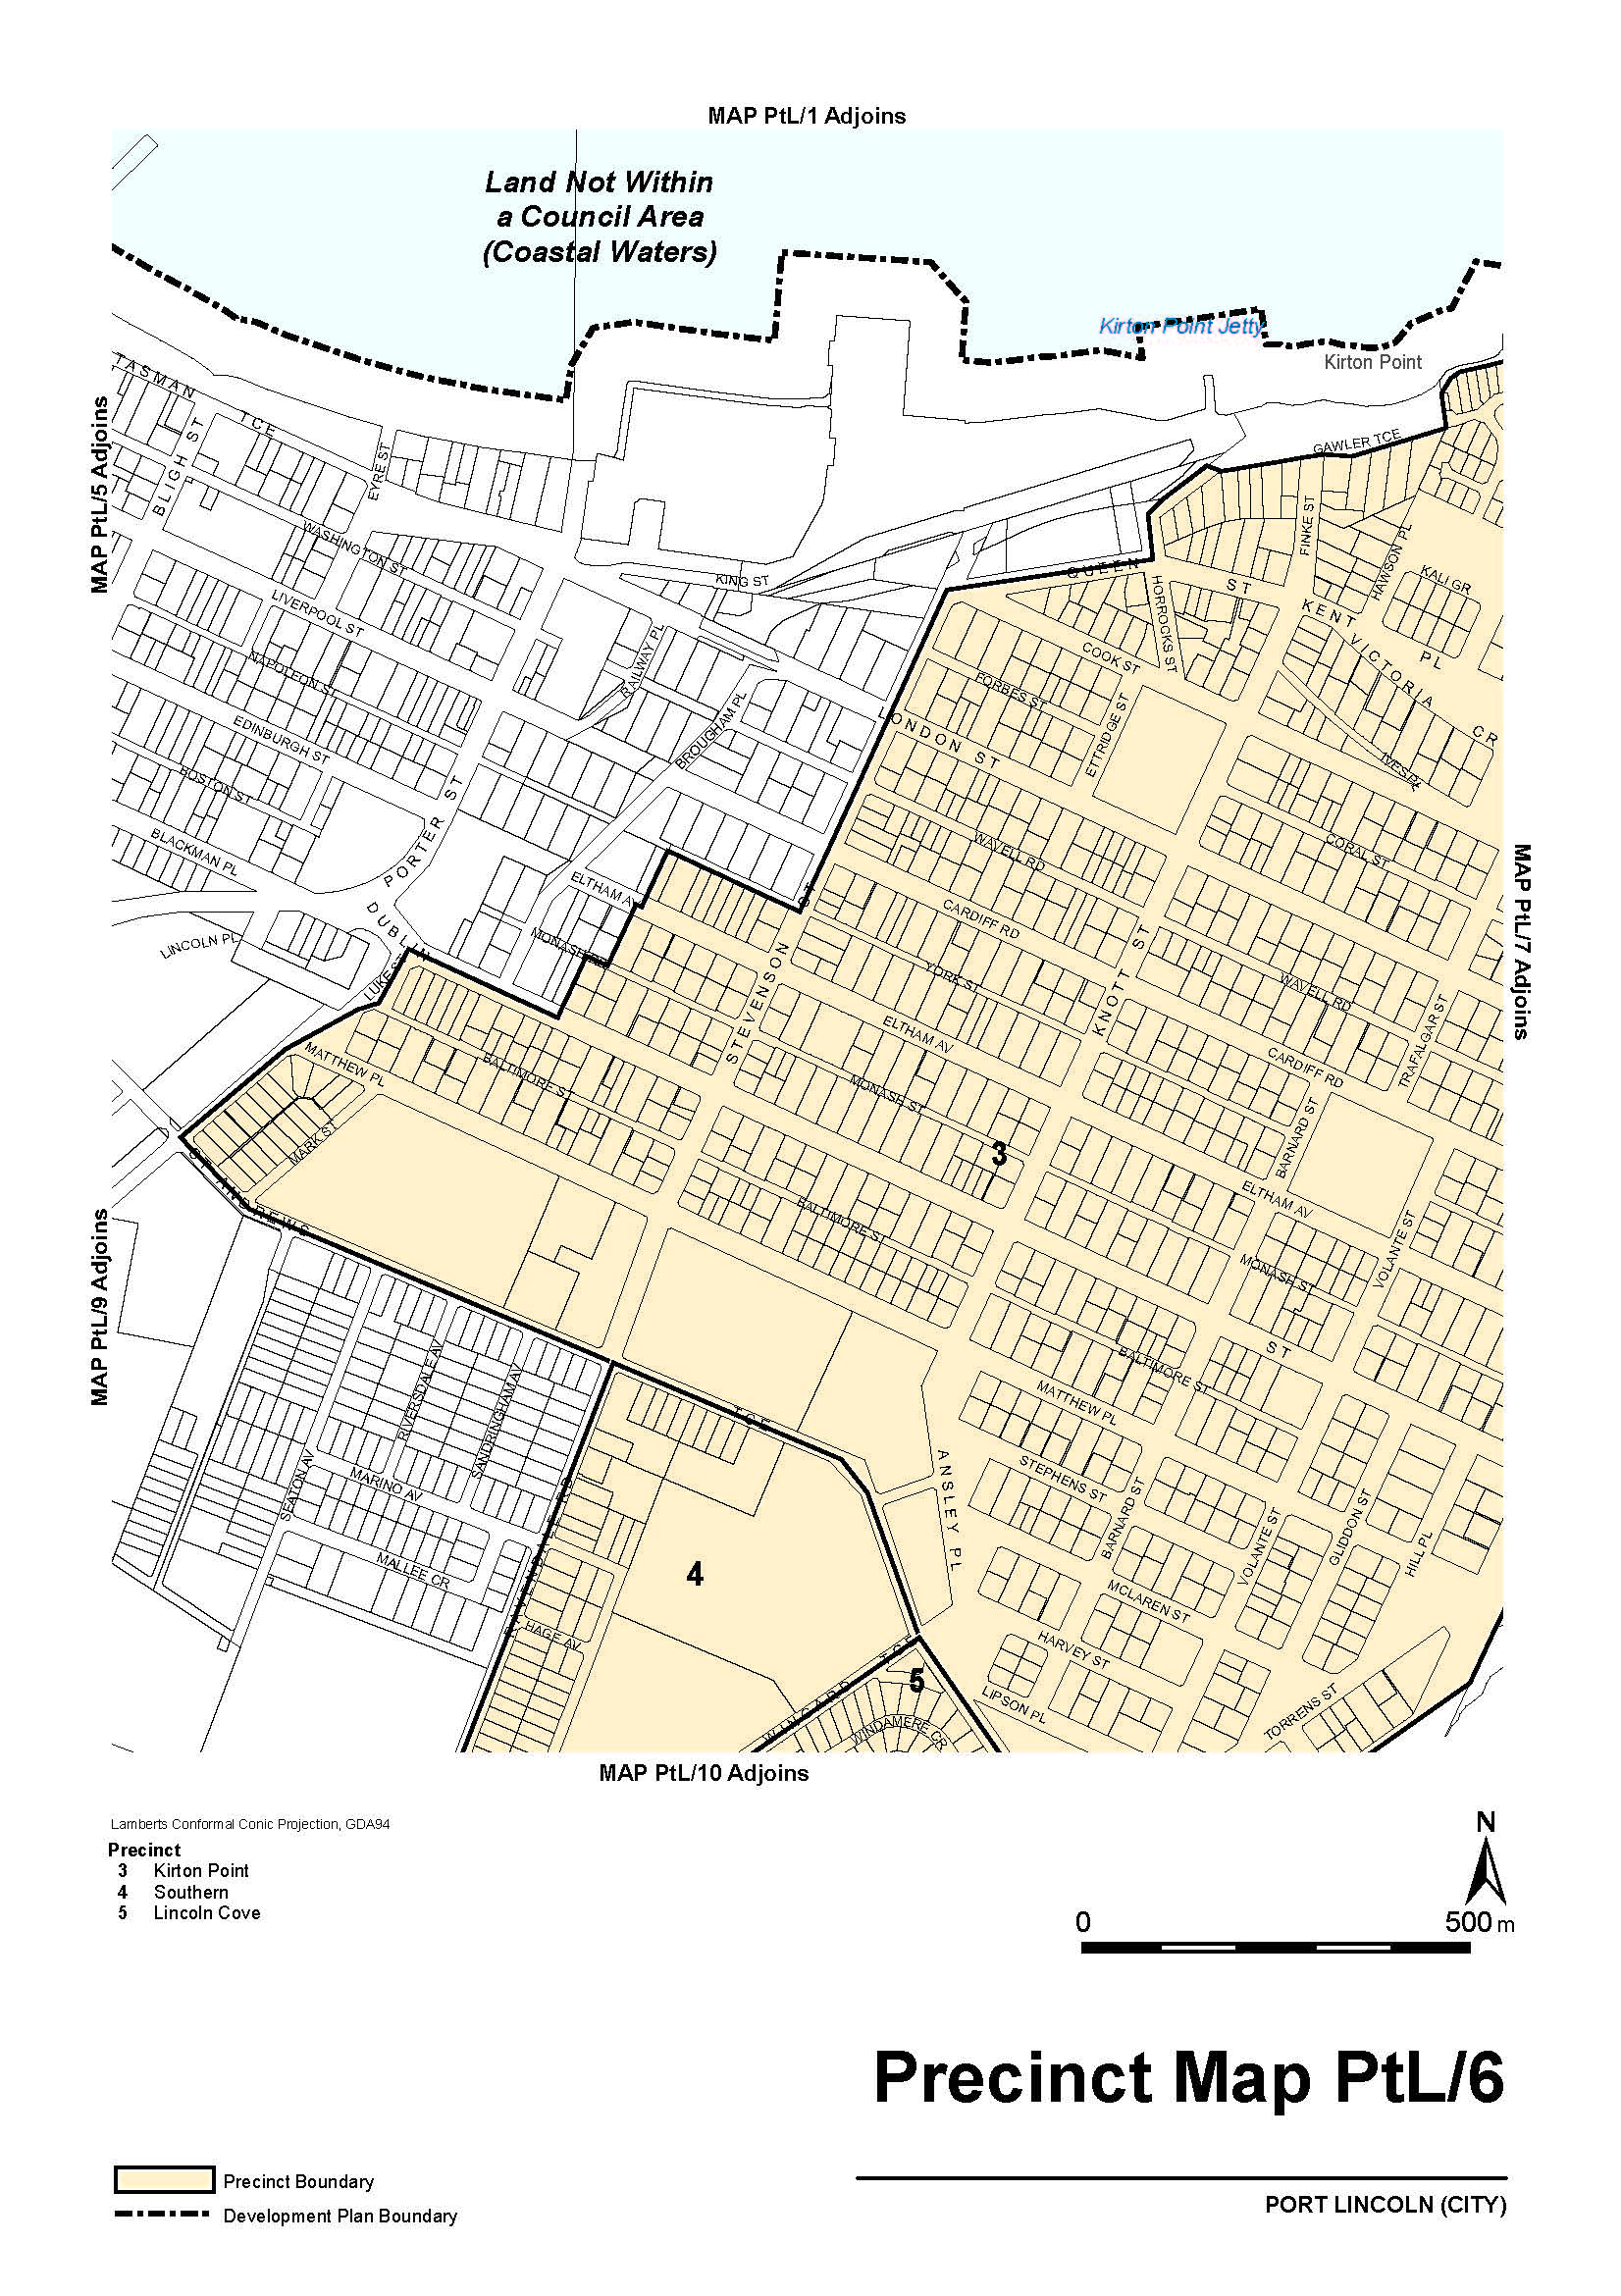 MAP PtL/1 Adjoins
Land Not Within
a Council Area
(Coastal Waters)
Kirton Point Jetty
Kirton Point
MAP PtL/5 Adjoins
TASMAN TCE
BLIGH ST
EYRE ST
GAWLER TCE
FINKE ST
HAWSON PL
KALI GR
WASHINGTON ST
KING ST
QUEEN ST
HORROCKS ST
KENT
VICTORIA CR
PL
LIVERPOOL ST
RAILWAY PL
COOK ST
NAPOLEON ST
FORBES ST
ETTRIDGE ST
BROUGHAM PL
EDINBURGH ST
LONDON ST
IVES PL
BOSTON ST
PORTER ST
BLACKMAN PL
WAVELL RD
CORAL ST
ELTHAM AV
CARDIFF RD
DUBLIN
LINCOLN PL
LUKE ST
MONASH
STEVENSON ST
YORK ST
KNOTT ST
WAVELL RD
TRAFALGAR ST
MAP PtL/7 Adjoins
MATTHEW PL
BALTIMORE ST
ELTHAM AV
MONASH ST
CARDIFF RD
BARNARD ST
MARK ST
3
ELTHAM AV
ST ANDREWS
BALTIMORE ST
MONASH ST
VOLANTE ST
MAP PtL/9 Adjoins
ST
RIVERSDALE AV
SANDRINGHAM AV
BALTIMORE ST
MATTHEW PL
TCE
SEATON AV
MARINO AV
ANSLEY PL
STEPHENS ST
BARNARD ST
VOLANTE ST
GLIDDON ST
HILL PL
MALLEE CR
RAVENDALE RD
4
MCLAREN ST
HAGE AV
HARVEY ST
WINGARD TCE
5
LIPSON PL
WINDAMERE CR
TORRENS ST
MAP PtL/10 Adjoins
Lamberts Conformal Conic Projection, GDA94
Precinct
3 Kirton Point
4 Southern
5 Lincoln Cove
N
0 500 m
Precinct Map PtL/6
Precinct Boundary
Development Plan Boundary
PORT LINCOLN (CITY)